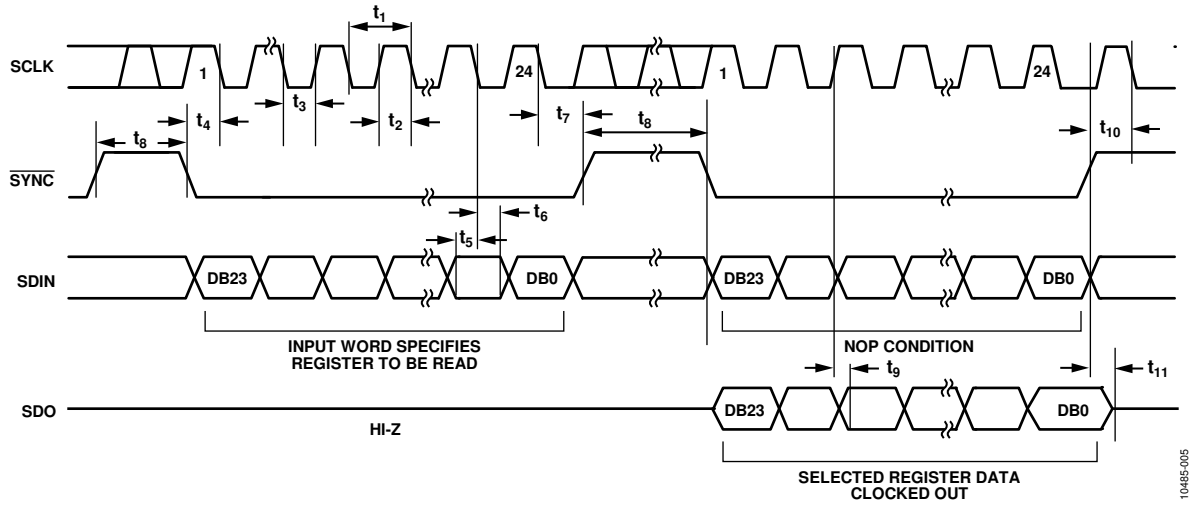 t1
SCLK
1
24
1
24
t4
t3
t2
t7
t8
t10
t8
SYNC
t5
t6
SDIN
DB23
DB0
DB23
DB0
INPUT WORD SPECIFIES
REGISTER TO BE READ
NOP CONDITION
t9
t11
SDO
DB23
DB0
HI-Z
SELECTED REGISTER DATA
CLOCKED OUT
10485-005